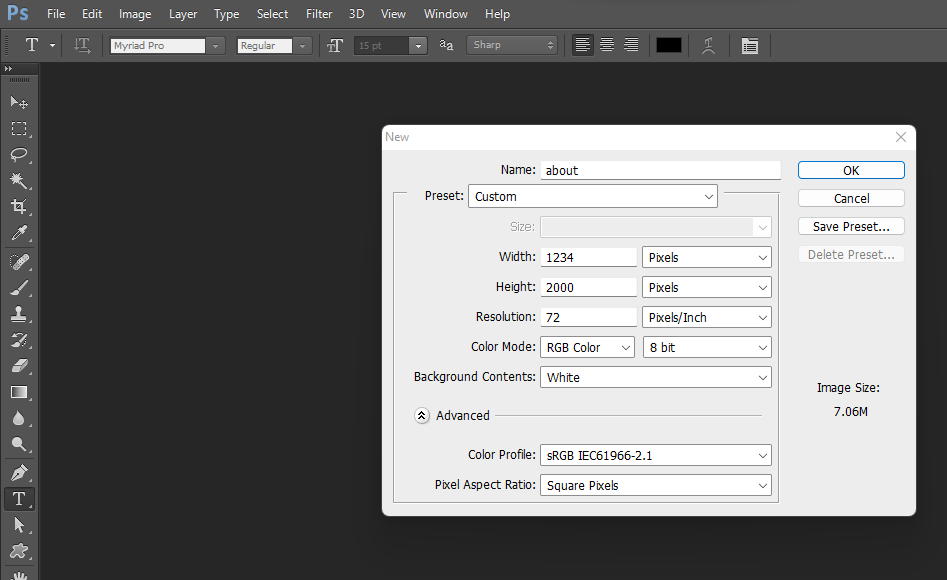 Ps File Edit Image Layer Type Select Filter 3D View Window Help
T T Myriad Pro Regular T 15 pt aa Sharp
New
Name: about OK
Preset: Custom Cancel
Size: Save Preset...
Width: 1234 Pixels Delete Preset...
Height: 2000 Pixels
Resolution: 72 Pixels/Inch
Color Mode: RGB Color 8 bit
Background Contents: White Image Size:
7.06M
Advanced
Color Profile: sRGB IEC61966-2.1
Pixel Aspect Ratio: Square Pixels
T